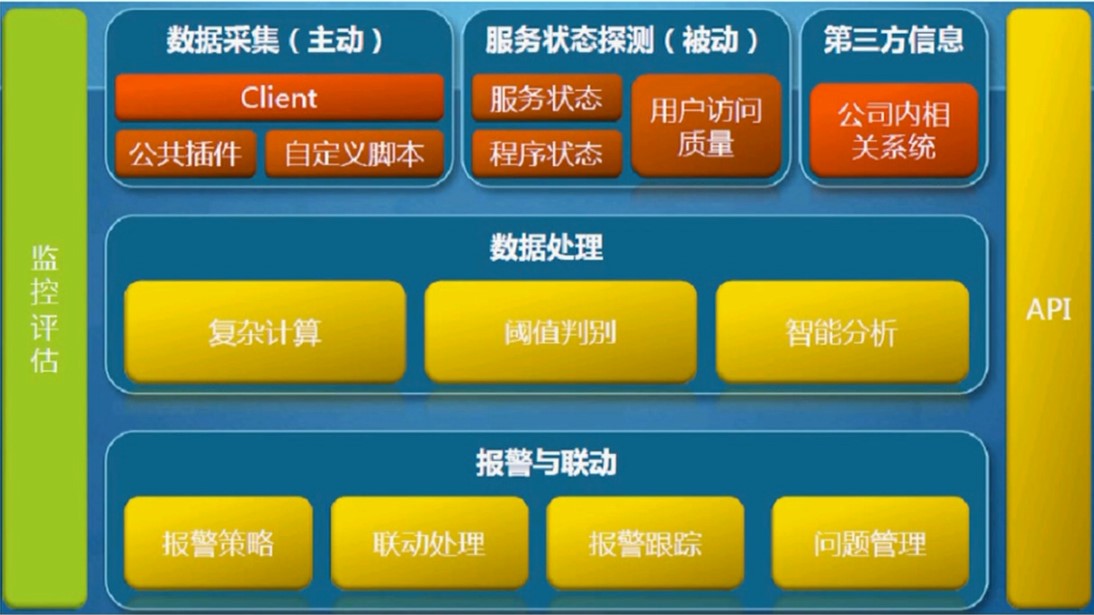 监控评估
数据采集（主动）
Client
公共插件
自定义脚本
服务状态探测（被动）
服务状态
程序状态
用户访问
质量
第三方信息
公司内相
关系统
数据处理
复杂计算
阈值判别
智能分析
报警与联动
报警策略
联动处理
报警跟踪
问题管理
API